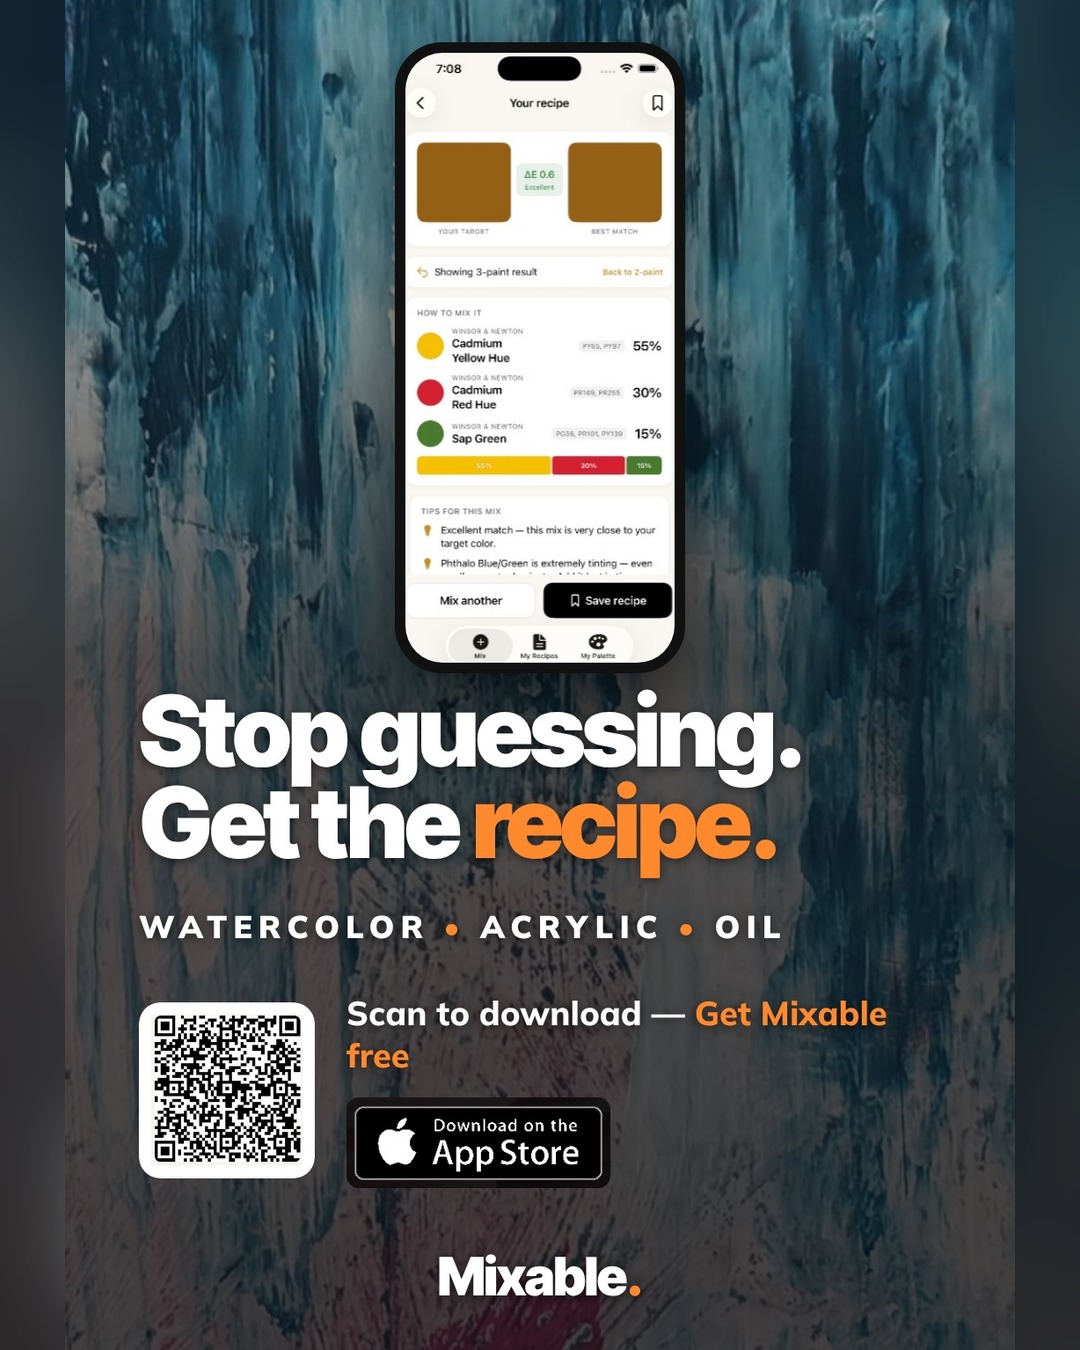 7:08
Your recipe
ΔE 0.6
Excellent
YOUR TARGET
BEST MATCH
Showing 3-paint result
Back to 2-paint
HOW TO MIX IT
WINSOR & NEWTON
Cadmium
Yellow Hue
PY65, PY97
55%
WINSOR & NEWTON
Cadmium
Red Hue
PR149, PR255
30%
WINSOR & NEWTON
Sap Green
PG36, PR101, PY139
15%
55%
30%
15%
TIPS FOR THIS MIX
Excellent match — this mix is very close to your
target color.
Phthalo Blue/Green is extremely tinting — even
Mix another
Save recipe
Mix
My Recipes
My Palette
Stop guessing.
Get the recipe.
WATERCOLOR • ACRYLIC • OIL
Scan to download — Get Mixable
free
Download on the
App Store
Mixable.